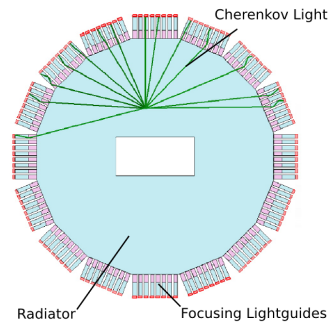 Cherenkov Light
Radiator
Focusing Lightguides